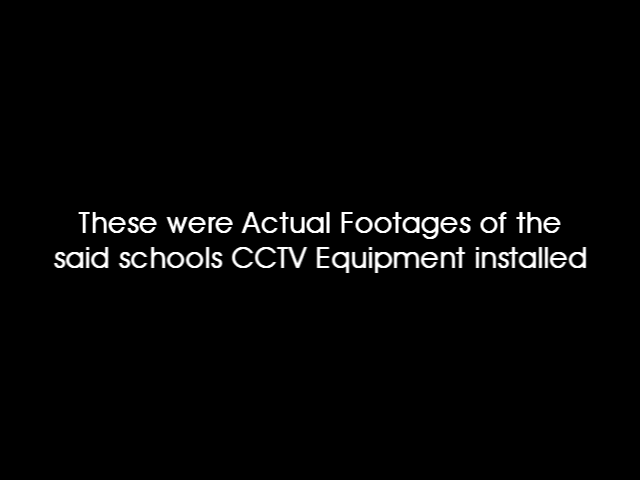 These were Actual Footages of the
said schools CCTV Equipment installed